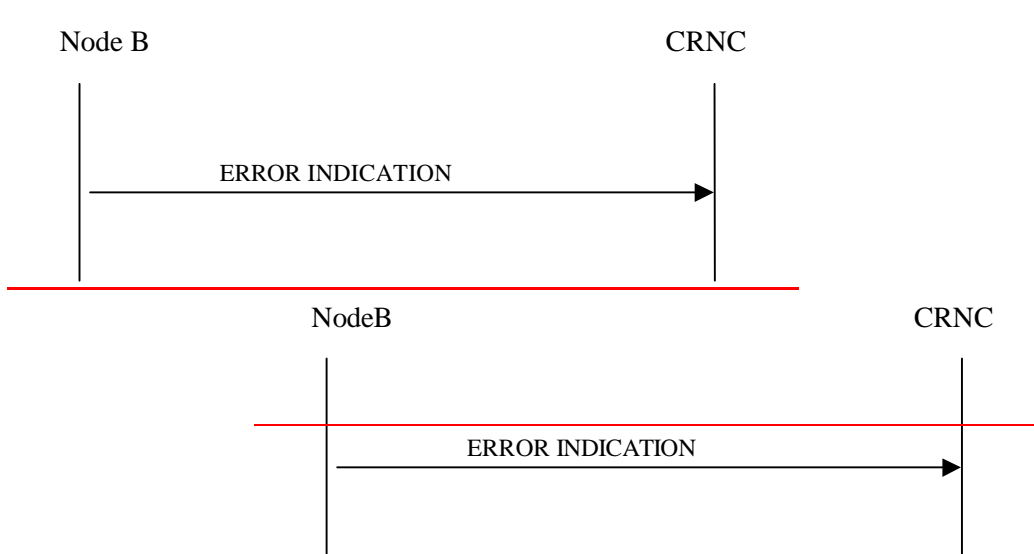 Node B CRNC
ERROR INDICATION
NodeB CRNC
ERROR INDICATION